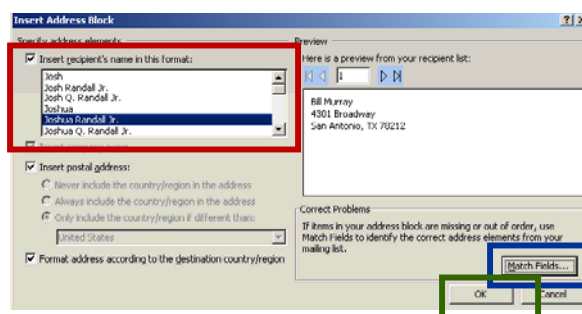 Insert Address Block
Specify address elements
Insert recipient's name in this format:
Josh
Josh Randall Jr.
Josh Q. Randall Jr.
Joshua
Joshua Randall Jr.
Joshua Q. Randall Jr.
Insert company name
Insert postal address:
Never include the country/region in the address
Always include the country/region in the address
Only include the country/region if different than:
United States
Format address according to the destination country/region
Preview
Here is a preview from your recipient list:
1
Bill Murray
4301 Broadway
San Antonio, TX 78212
Correct Problems
If items in your address block are missing or out of order, use
Match Fields to identify the correct address elements from your
mailing list.
Match Fields...
OK
Cancel